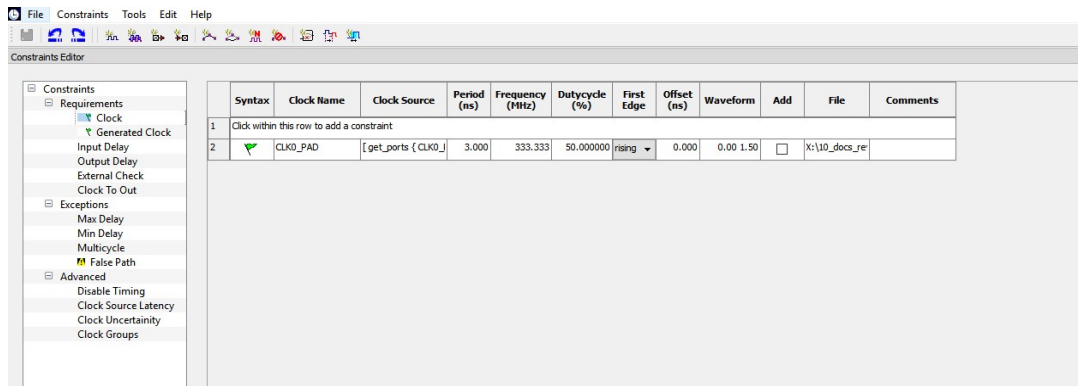 File Constraints Tools Edit Help
Constraints Editor
Constraints
Requirements
Clock
Generated Clock
Input Delay
Output Delay
External Check
Clock To Out
Exceptions
Max Delay
Min Delay
Multicycle
False Path
Advanced
Disable Timing
Clock Source Latency
Clock Uncertainity
Clock Groups
Syntax Clock Name Clock Source Period (ns) Frequency (MHz) Dutycycle (%) First Edge Offset (ns) Waveform Add File Comments
1 Click within this row to add a constraint
2 CLK0_PAD [ get_ports { CLK0_ 3.000 333.333 50.000000 rising 0.000 0.00 1.50 X:\10_docs_re